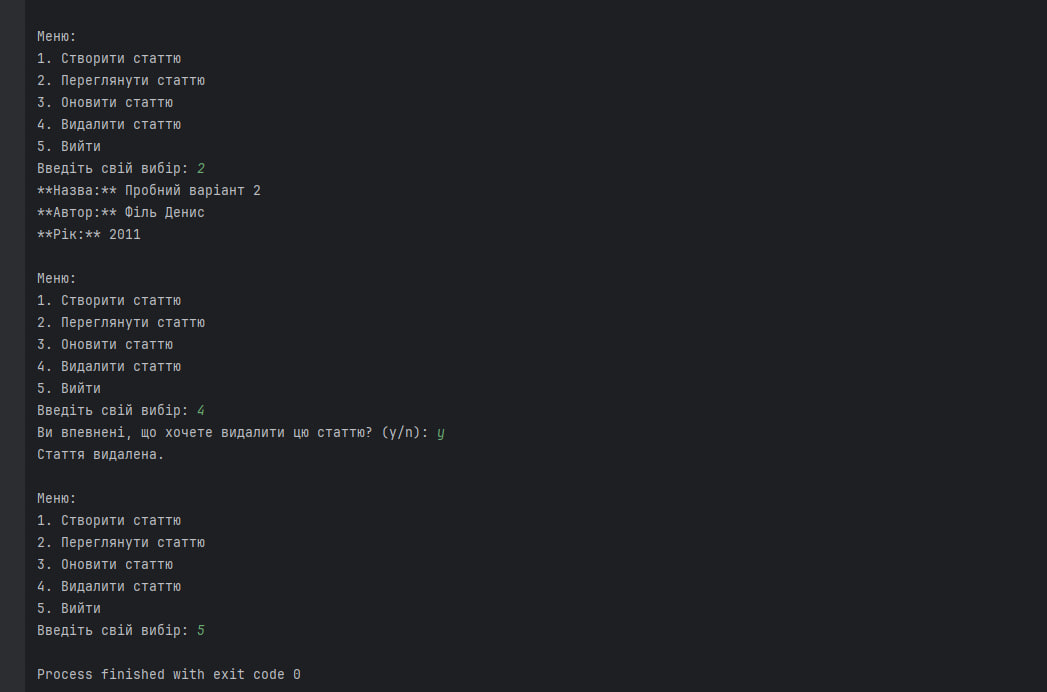 Меню:
1. Створити статтю
2. Переглянути статтю
3. Оновити статтю
4. Видалити статтю
5. Вийти
Введіть свій вибір: 2
**Назва:** Пробний варіант 2
**Автор:** Філь Денис
**Рік:** 2011
Меню:
1. Створити статтю
2. Переглянути статтю
3. Оновити статтю
4. Видалити статтю
5. Вийти
Введіть свій вибір: 4
Ви впевнені, що хочете видалити цю статтю? (y/n): y
Стаття видалена.
Меню:
1. Створити статтю
2. Переглянути статтю
3. Оновити статтю
4. Видалити статтю
5. Вийти
Введіть свій вибір: 5
Process finished with exit code 0